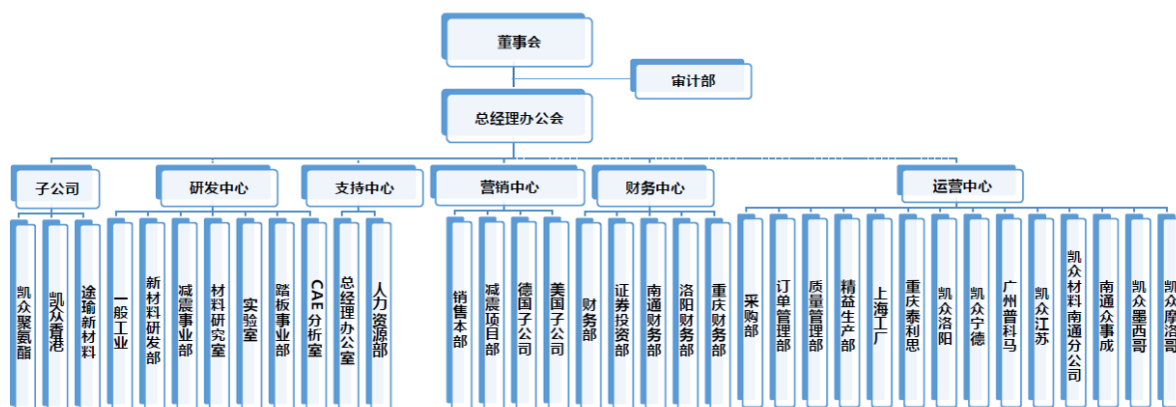 董事会
审计部
总经理办公会
子公司
研发中心
支持中心
营销中心
财务中心
运营中心
凯众聚氨酯
凯众香港
途瑜新材料
一般工业
新材料研发部
减震事业部
材料研究室
实验室
踏板事业部
CAE分析室
总经理办公室
人力资源部
销售本部
减震项目部
德国子公司
美国子公司
财务部
证券投资部
南通财务部
洛阳财务部
重庆财务部
采购部
订单管理部
质量管理部
精益生产部
上海工厂
重庆泰利思
凯众洛阳
凯众宁德
广州普科马
凯众江苏
凯众材料南通分公司
南通众事成
凯众墨西哥
凯众摩洛哥